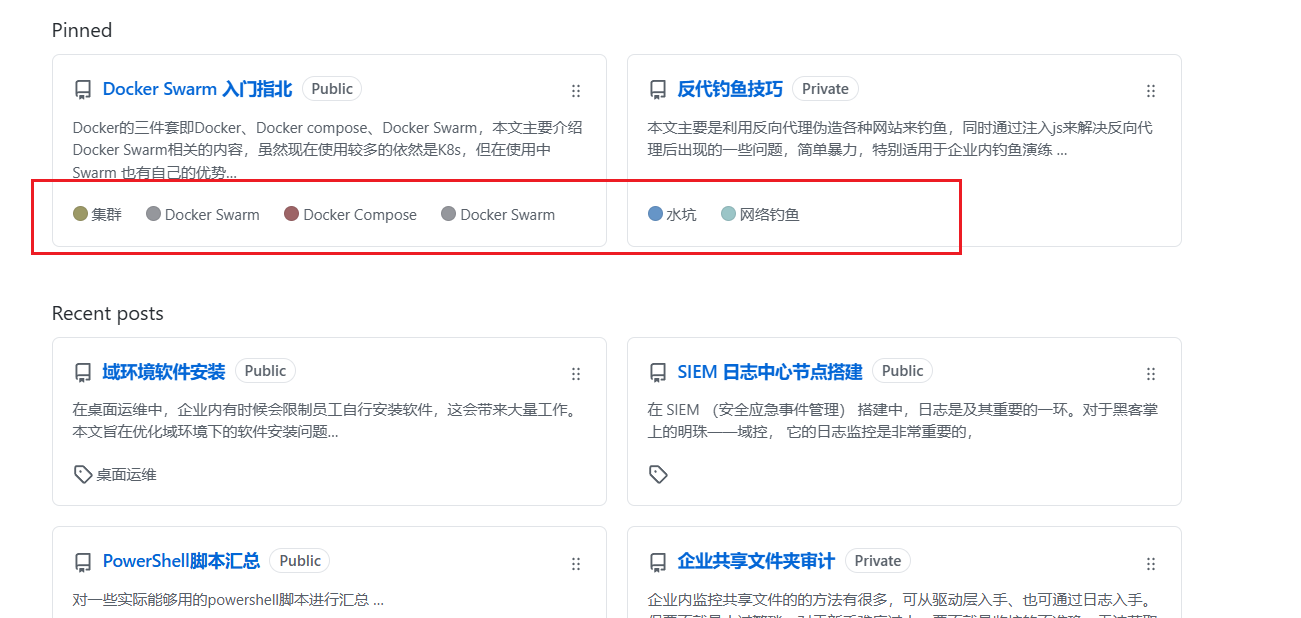 Pinned
Docker Swarm 入门指北 Public
Docker的三件套即Docker、Docker compose、Docker Swarm，本文主要介绍
Docker Swarm相关的内容，虽然现在使用较多的依然是K8s，但在使用中
Swarm 也有自己的优势...
集群 Docker Swarm Docker Compose Docker Swarm
反代钓鱼技巧 Private
本文主要是利用反向代理伪造各种网站来钓鱼，同时通过注入js来解决反向代
理后出现的一些问题，简单暴力，特别适用于企业内钓鱼演练 ...
水坑 网络钓鱼
Recent posts
域环境软件安装 Public
在桌面运维中，企业内有时候会限制员工自行安装软件，这会带来大量工作。
本文旨在优化域环境下的软件安装问题...
桌面运维
SIEM 日志中心节点搭建 Public
在 SIEM （安全应急事件管理） 搭建中，日志是及其重要的一环。对于黑客掌
上的明珠——域控， 它的日志监控是非常重要的，
PowerShell脚本汇总 Public
对一些实际能够用的powershell脚本进行汇总 ...
企业共享文件夹审计 Private
企业内监控共享文件的的方法有很多，可从驱动层入手、也可通过日志入手。